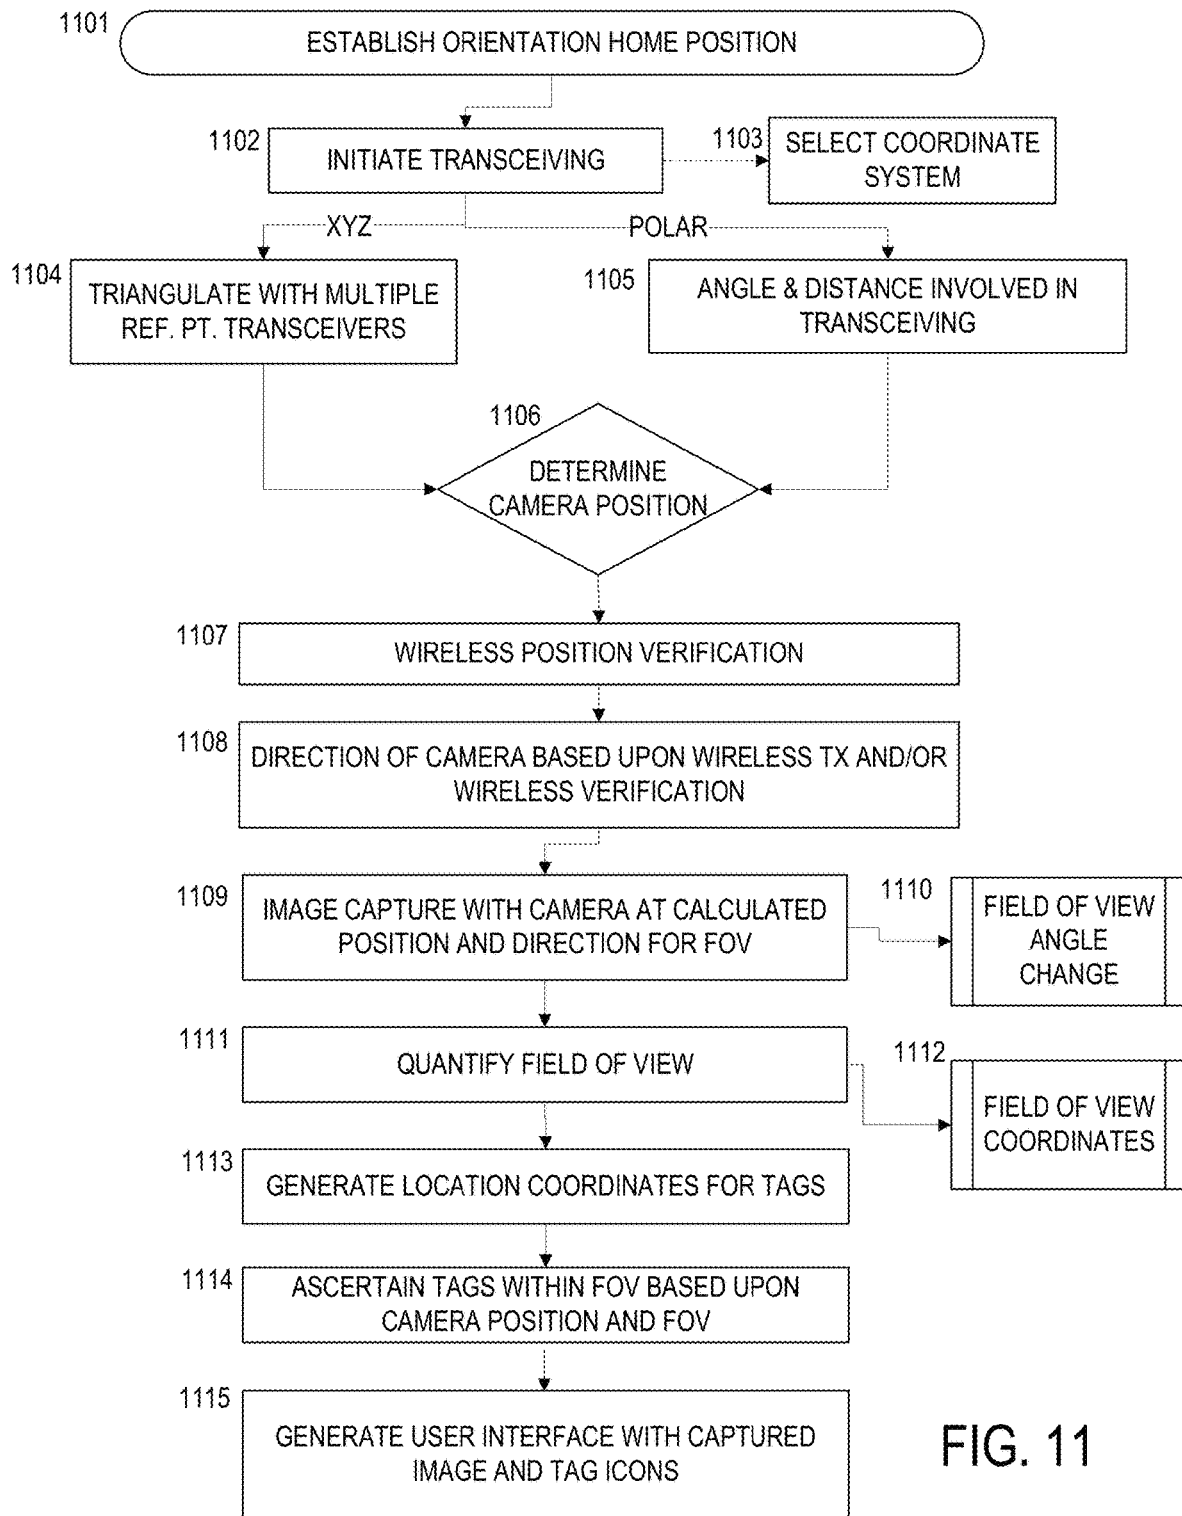 1101
ESTABLISH ORIENTATION HOME POSITION
1102
INITIATE TRANSCEIVING
1103
SELECT COORDINATE
SYSTEM
XYZ
POLAR
1104
TRIANGULATE WITH MULTIPLE
REF. PT. TRANSCEIVERS
1105
ANGLE & DISTANCE INVOLVED IN
TRANSCEIVING
1106
DETERMINE
CAMERA POSITION
1107
WIRELESS POSITION VERIFICATION
1108
DIRECTION OF CAMERA BASED UPON WIRELESS TX AND/OR
WIRELESS VERIFICATION
1109
IMAGE CAPTURE WITH CAMERA AT CALCULATED
POSITION AND DIRECTION FOR FOV
1110
FIELD OF VIEW
ANGLE
CHANGE
1111
QUANTIFY FIELD OF VIEW
1112
FIELD OF VIEW
COORDINATES
1113
GENERATE LOCATION COORDINATES FOR TAGS
1114
ASCERTAIN TAGS WITHIN FOV BASED UPON
CAMERA POSITION AND FOV
1115
GENERATE USER INTERFACE WITH CAPTURED
IMAGE AND TAG ICONS
FIG. 11